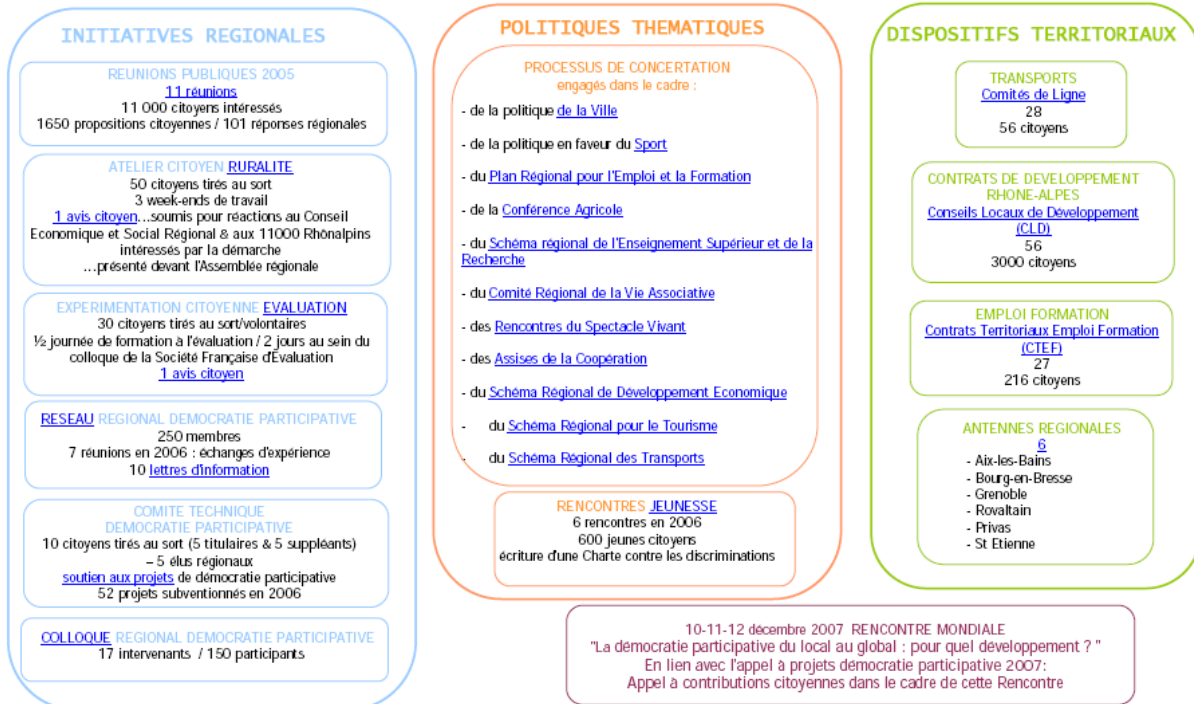 INITIATIVES REGIONALES
REUNIONS PUBLIQUES 2005
11 réunions
11 000 citoyens intéressés
1650 propositions citoyennes / 101 réponses régionales
ATELIER CITOYEN RURALITE
50 citoyens tirés au sort
3 week-ends de travail
1 avis citoyen...soumis pour réactions au Conseil
Economique et Social Régional & aux 11000 Rhônalpins
intéressés par la démarche
...présenté devant l'Assemblée régionale
EXPERIMENTATION CITOYENNE EVALUATION
30 citoyens tirés au sort/volontaires
½ journée de formation à l'évaluation / 2 jours au sein du
colloque de la Société Française d'Evaluation
1 avis citoyen
RESEAU REGIONAL DEMOCRATIE PARTICIPATIVE
250 membres
7 réunions en 2006 : échanges d'expérience
10 lettres d'information
COMITE TECHNIQUE
DEMOCRATIE PARTICIPATIVE
10 citoyens tirés au sort (5 titulaires & 5 suppléants)
– 5 élus régionaux
soutien aux projets de démocratie participative
52 projets subventionnés en 2006
COLLOQUE REGIONAL DEMOCRATIE PARTICIPATIVE
17 intervenants / 150 participants
POLITIQUES THEMATIQUES
PROCESSUS DE CONCERTATION
engagés dans le cadre :
- de la politique de la Ville
- de la politique en faveur du Sport
- du Plan Régional pour l'Emploi et la Formation
- de la Conférence Agricole
- du Schéma régional de l'Enseignement Supérieur et de la
Recherche
- du Comité Régional de la Vie Associative
- des Rencontres du Spectacle Vivant
- des Assises de la Coopération
- du Schéma Régional de Développement Economique
- du Schéma Régional pour le Tourisme
- du Schéma Régional des Transports
RENCONTRES JEUNESSE
6 rencontres en 2006
600 jeunes citoyens
écriture d'une Charte contre les discriminations
DISPOSITIFS TERRITORIAUX
TRANSPORTS
Comités de Ligne
28
56 citoyens
CONTRATS DE DEVELOPPEMENT
RHONE-ALPES
Conseils Locaux de Développement
(CLD)
56
3000 citoyens
EMPLOI FORMATION
Contrats Territoriaux Emploi Formation
(CTEF)
27
216 citoyens
ANTENNES REGIONALES
6
- Aix-les-Bains
- Bourg-en-Bresse
- Grenoble
- Rovaltain
- Privas
- St Etienne
10-11-12 décembre 2007 RENCONTRE MONDIALE
"La démocratie participative du local au global : pour quel développement ? "
En lien avec l'appel à projets démocratie participative 2007:
Appel à contributions citoyennes dans le cadre de cette Rencontre